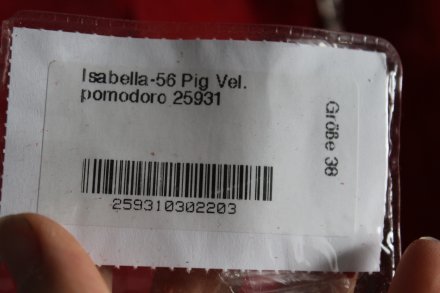 Isabella-56 Pig Vel.
pomodoro 25931
Größe 38
259310302203